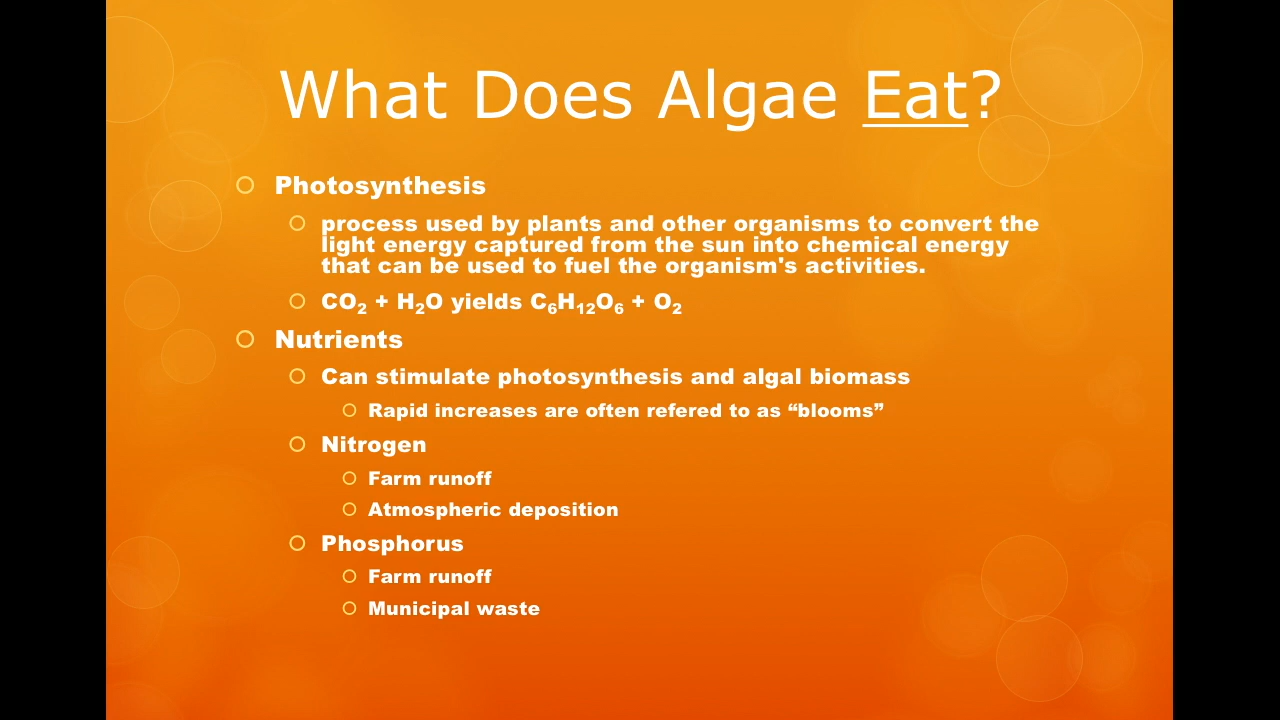 What Does Algae Eat?
Photosynthesis
process used by plants and other organisms to convert the
light energy captured from the sun into chemical energy
that can be used to fuel the organism's activities.
CO₂ + H₂O yields C₆H₁₂O₆ + O₂
Nutrients
Can stimulate photosynthesis and algal biomass
Rapid increases are often refered to as “blooms”
Nitrogen
Farm runoff
Atmospheric deposition
Phosphorus
Farm runoff
Municipal waste